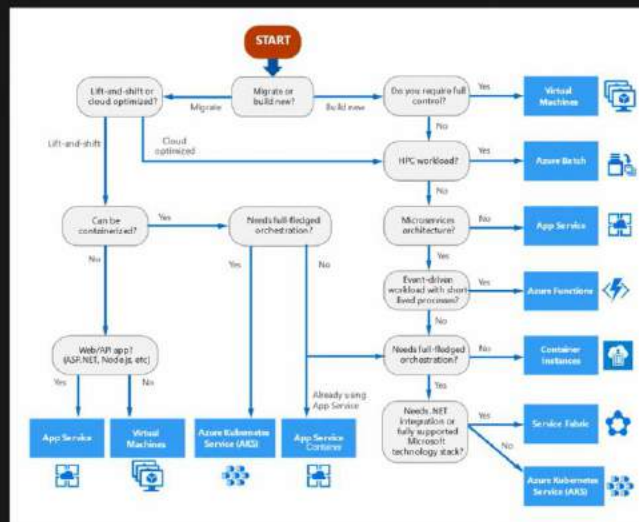 START
Lift-and-shift or
cloud optimized?
Migrate
Migrate or
build new?
Build new
Do you require full
control?
Yes
Virtual
Machines
No
Lift-and-shift
Cloud
optimized
HPC workload?
Yes
Azure Batch
No
Can be
containerized?
Yes
Needs full-fledged
orchestration?
Microservices
architecture?
No
App Service
No
Yes
No
Yes
Event-driven
workload with short
lived processes?
Yes
Azure Functions
No
Web/API app?
(ASP.NET, Node.js, etc)
Needs full-fledged
orchestration?
No
Container
Instances
Yes
No
Already using
App Service
Yes
App Service
Virtual
Machines
Azure Kubernetes
Service (AKS)
App Service
Container
Needs .NET
integration or
fully supported
Microsoft
technology stack?
Yes
Service Fabric
No
Azure Kubernetes
Service (AKS)